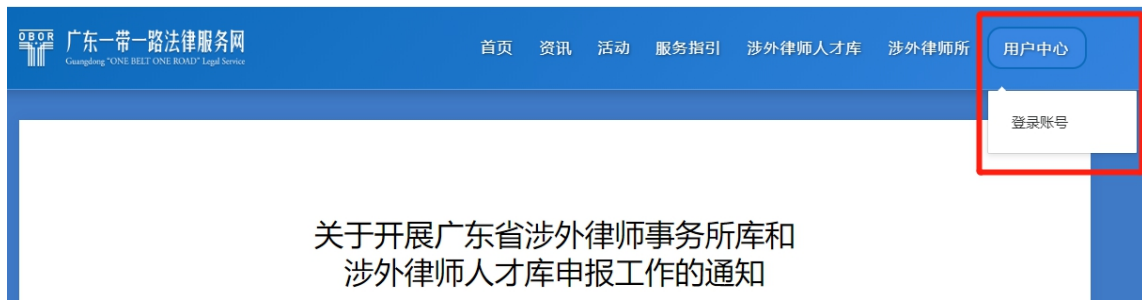 OBOR
广东一带一路法律服务网
Guangdong "ONE BELT ONE ROAD" Legal Service
首页 资讯 活动 服务指引 涉外律师人才库 涉外律师所 用户中心
登录账号
关于开展广东省涉外律师事务所库和
涉外律师人才库申报工作的通知